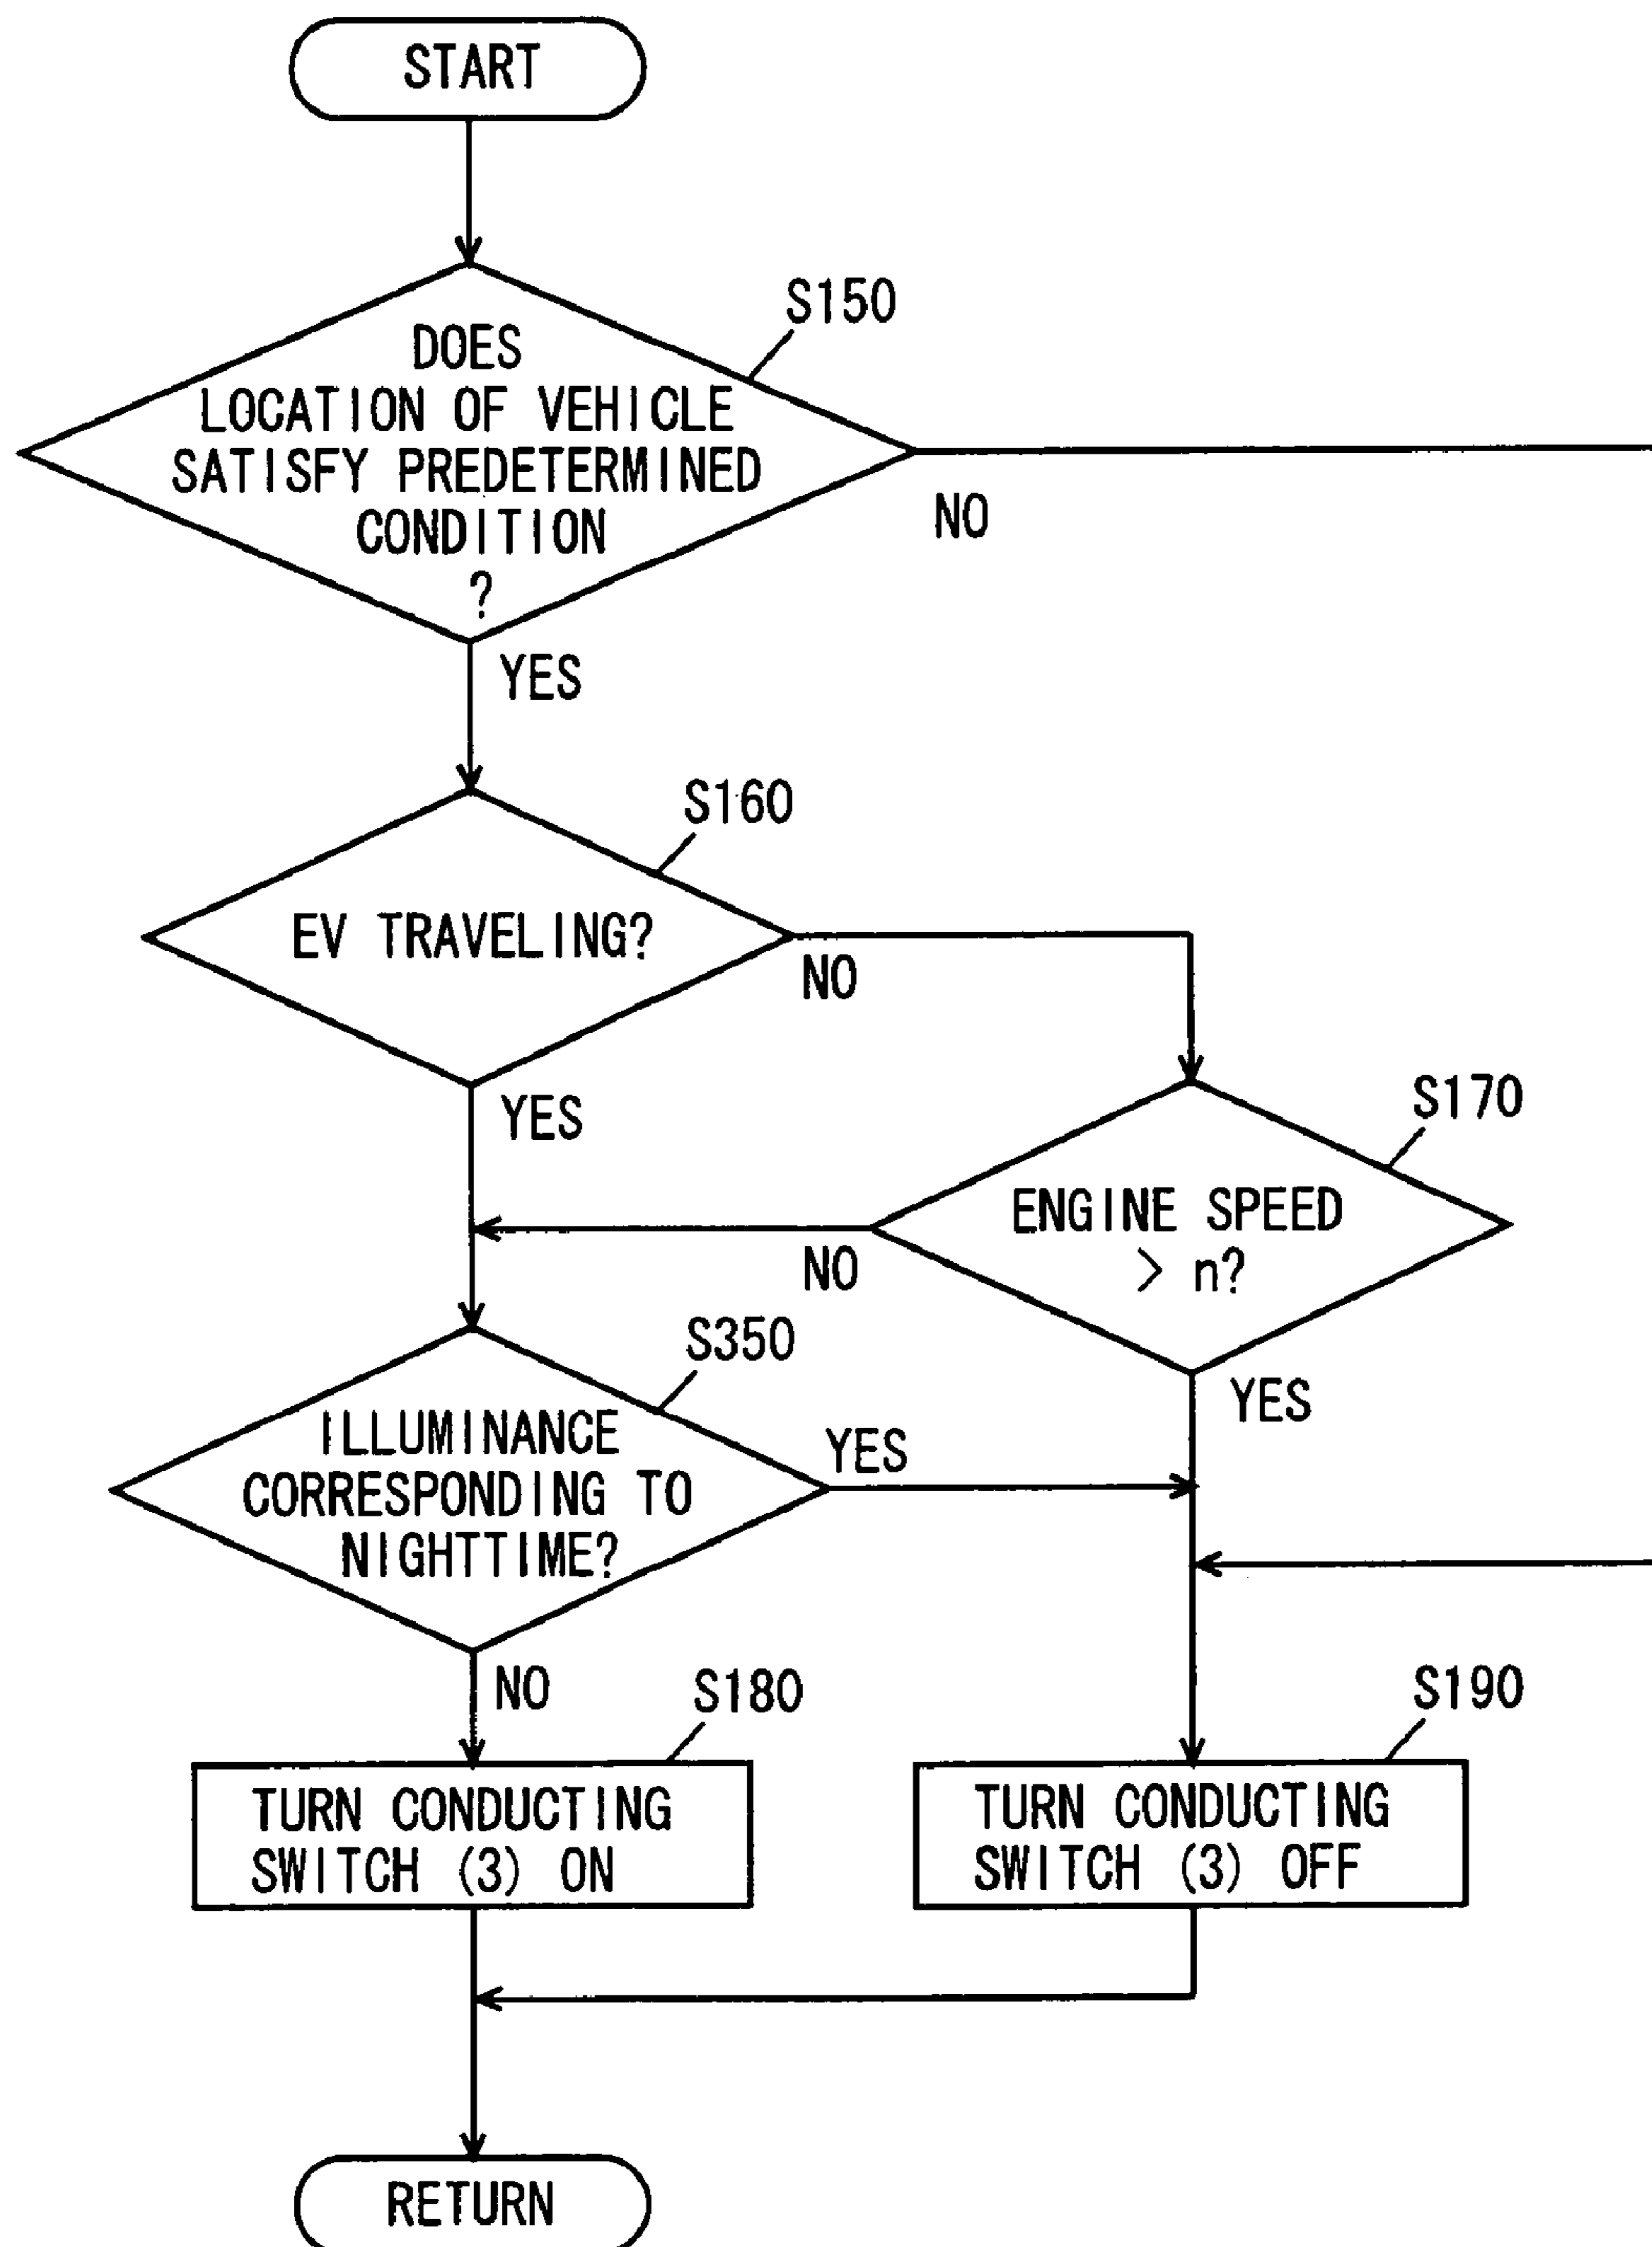 START
S150
DOES
LOCATION OF VEHICLE
SATISFY PREDETERMINED
CONDITION
?
NO
YES
S160
EV TRAVELING?
NO
YES
S170
ENGINE SPEED
> n?
NO
YES
S350
ILLUMINANCE
CORRESPONDING TO
NIGHTTIME?
YES
NO
S180
TURN CONDUCTING
SWITCH (3) ON
S190
TURN CONDUCTING
SWITCH (3) OFF
RETURN